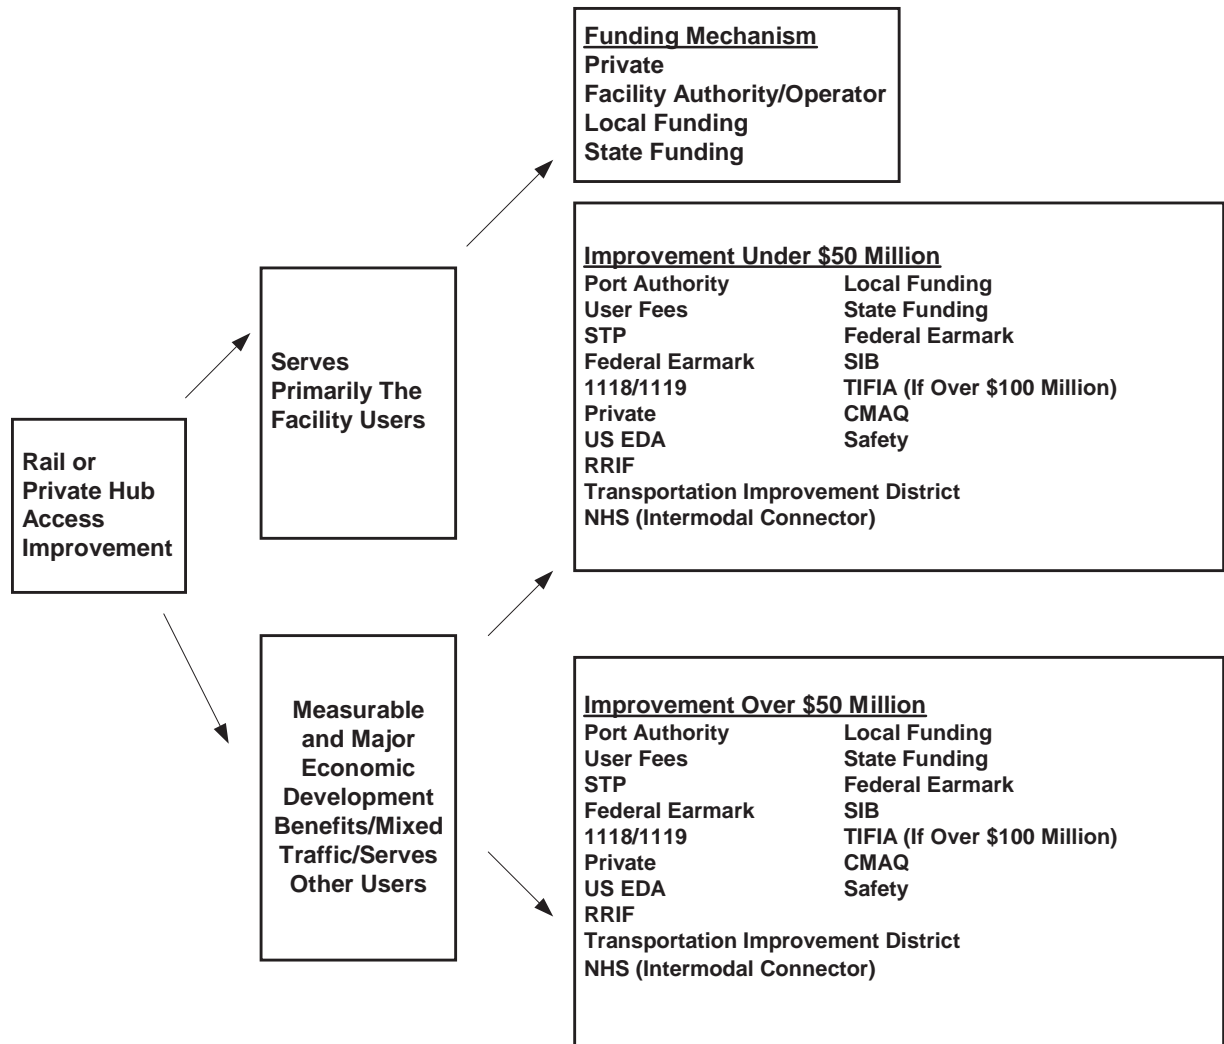 Funding Mechanism
Private
Facility Authority/Operator
Local Funding
State Funding
Improvement Under $50 Million
Port Authority Local Funding
User Fees State Funding
STP Federal Earmark
Federal Earmark SIB
1118/1119 TIFIA (If Over $100 Million)
Private CMAQ
US EDA Safety
RRIF
Transportation Improvement District
NHS (Intermodal Connector)
Serves
Primarily The
Facility Users
Rail or
Private Hub
Access
Improvement
Measurable
and Major
Economic
Development
Benefits/Mixed
Traffic/Serves
Other Users
Improvement Over $50 Million
Port Authority Local Funding
User Fees State Funding
STP Federal Earmark
Federal Earmark SIB
1118/1119 TIFIA (If Over $100 Million)
Private CMAQ
US EDA Safety
RRIF
Transportation Improvement District
NHS (Intermodal Connector)